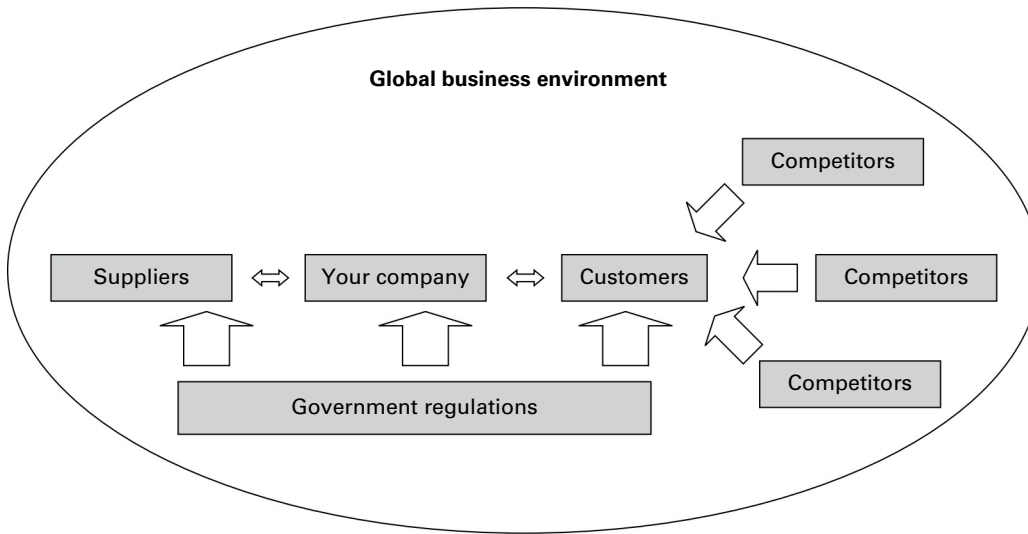 Global business environment
Competitors
Suppliers
Your company
Customers
Competitors
Competitors
Government regulations